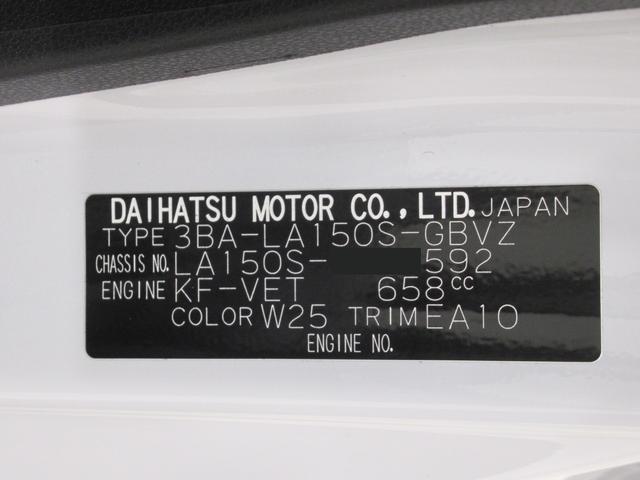 DAIHATSU MOTOR CO.,LTD. JAPAN
TYPE 3BA-LA150S-GBVZ
CHASSIS NO. LA150S- 592
ENGINE KF-VET 658cc
COLOR W25 TRIM EA10
ENGINE NO.